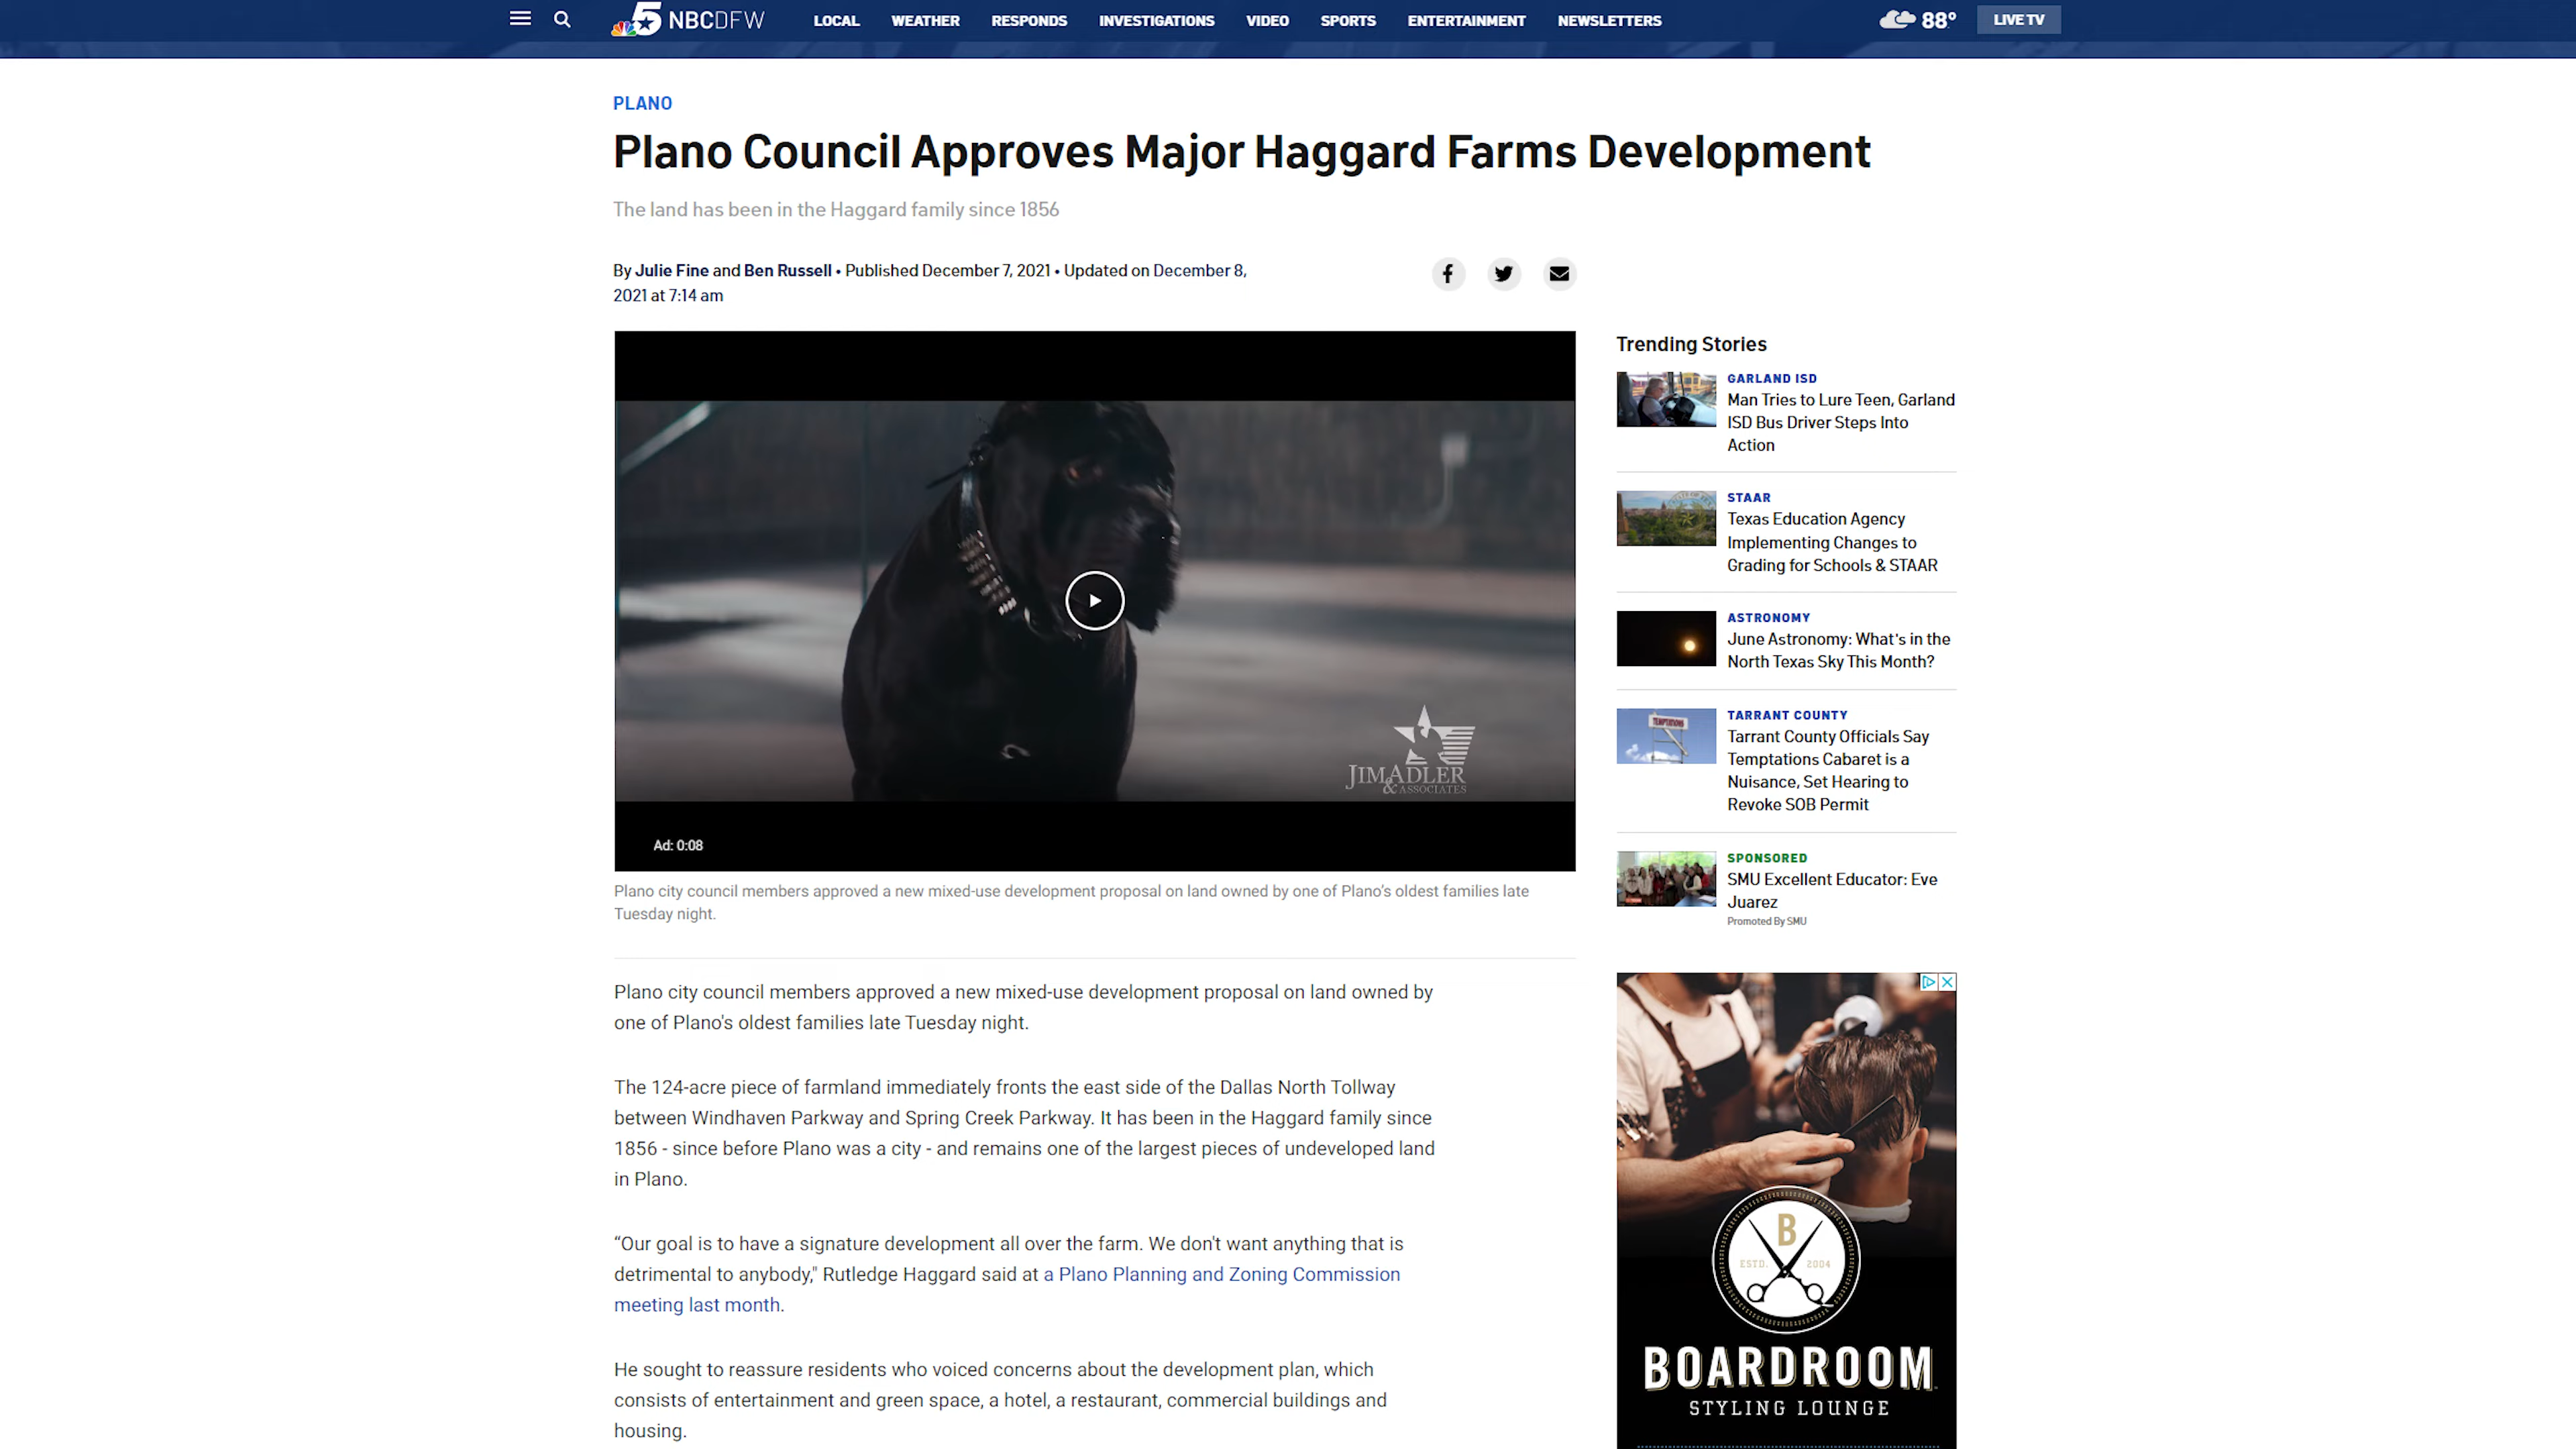 5 NBCDFW
LOCAL
WEATHER
RESPONDS
INVESTIGATIONS
VIDEO
SPORTS
ENTERTAINMENT
NEWSLETTERS
88°
LIVE TV
PLANO
Plano Council Approves Major Haggard Farms Development
The land has been in the Haggard family since 1856
By Julie Fine and Ben Russell • Published December 7, 2021 • Updated on December 8,
2021 at 7:14 am
JIM ADLER
& ASSOCIATES
Ad: 0:08
Plano city council members approved a new mixed-use development proposal on land owned by one of Plano's oldest families late
Tuesday night.
Plano city council members approved a new mixed-use development proposal on land owned by
one of Plano's oldest families late Tuesday night.
The 124-acre piece of farmland immediately fronts the east side of the Dallas North Tollway
between Windhaven Parkway and Spring Creek Parkway. It has been in the Haggard family since
1856 - since before Plano was a city - and remains one of the largest pieces of undeveloped land
in Plano.
“Our goal is to have a signature development all over the farm. We don't want anything that is
detrimental to anybody," Rutledge Haggard said at a Plano Planning and Zoning Commission
meeting last month.
He sought to reassure residents who voiced concerns about the development plan, which
consists of entertainment and green space, a hotel, a restaurant, commercial buildings and
housing.
Trending Stories
GARLAND ISD
Man Tries to Lure Teen, Garland
ISD Bus Driver Steps Into
Action
STAAR
Texas Education Agency
Implementing Changes to
Grading for Schools & STAAR
ASTRONOMY
June Astronomy: What's in the
North Texas Sky This Month?
TEMPTATIONS
TARRANT COUNTY
Tarrant County Officials Say
Temptations Cabaret is a
Nuisance, Set Hearing to
Revoke SOB Permit
SPONSORED
SMU Excellent Educator: Eve
Juarez
Promoted By SMU
B
ESTD. 2004
BOARDROOM
STYLING LOUNGE